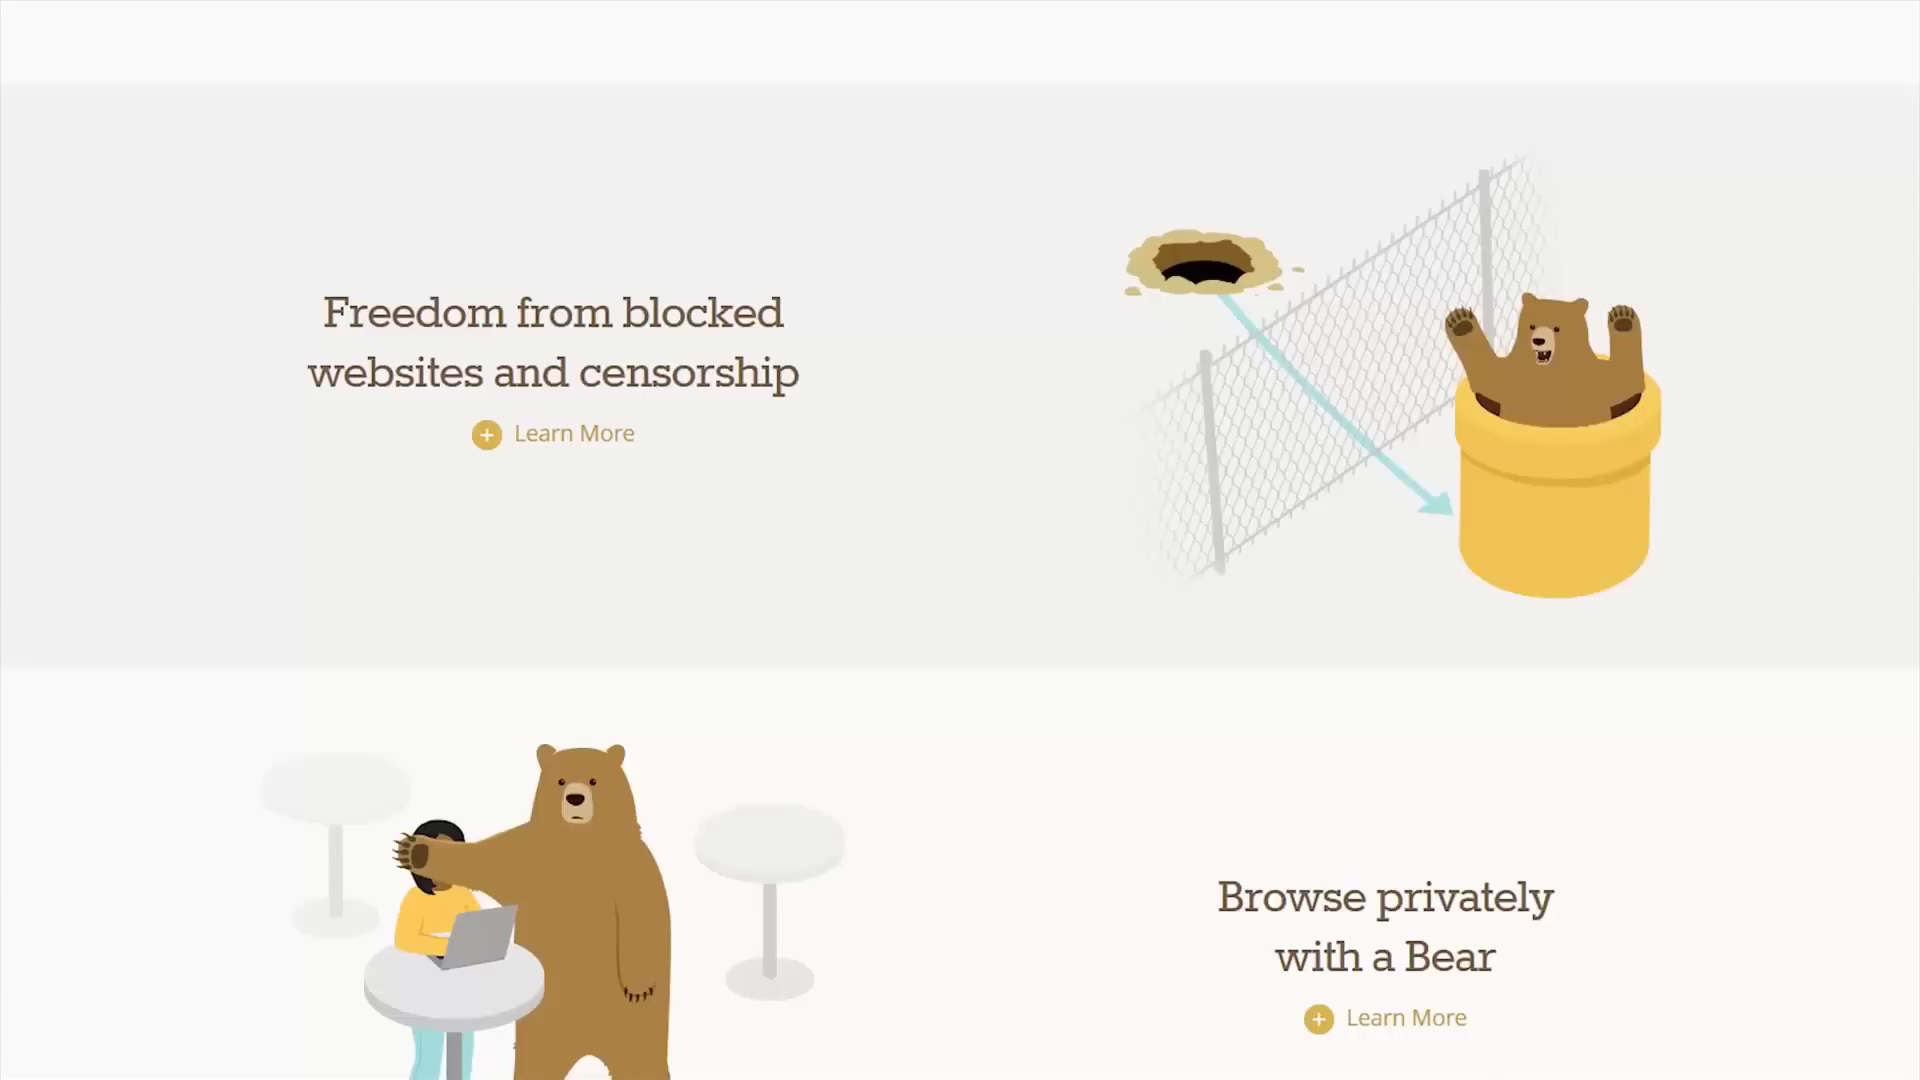 Freedom from blocked
websites and censorship
Learn More
Browse privately
with a Bear
Learn More